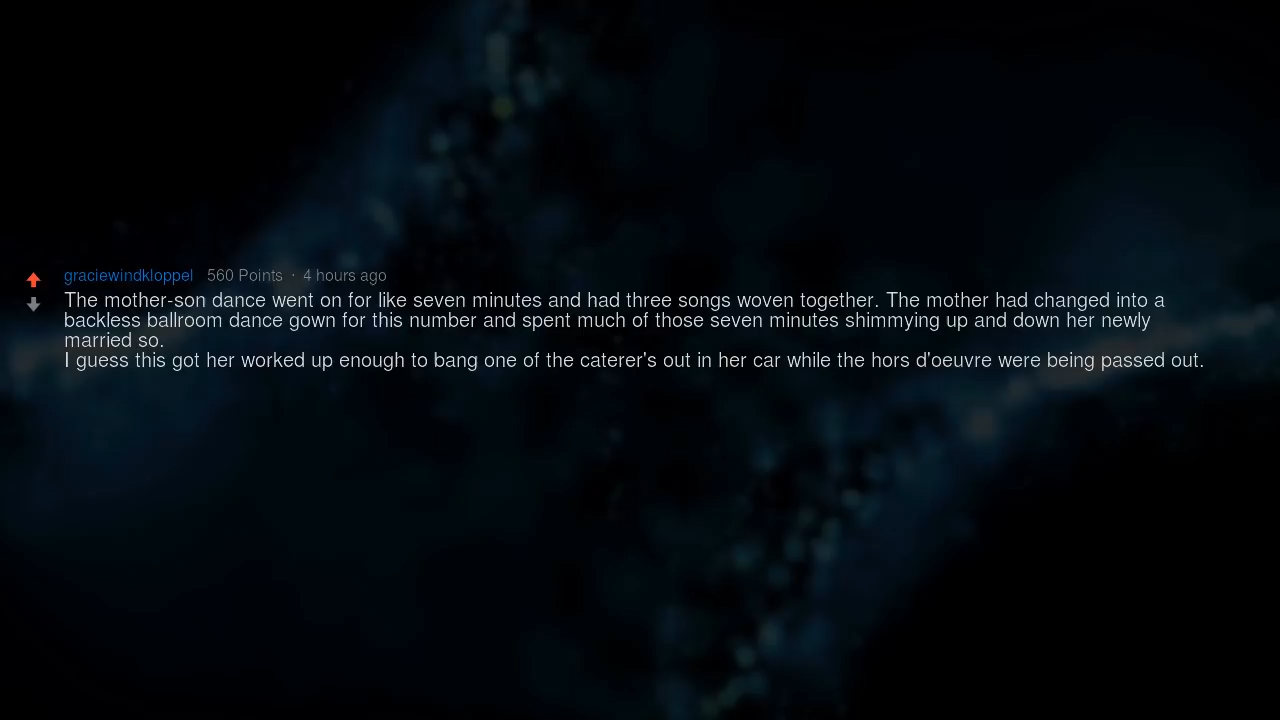 graciewindkloppel 560 Points · 4 hours ago
The mother-son dance went on for like seven minutes and had three songs woven together. The mother had changed into a
backless ballroom dance gown for this number and spent much of those seven minutes shimmying up and down her newly
married so.
I guess this got her worked up enough to bang one of the caterer's out in her car while the hors d'oeuvre were being passed out.